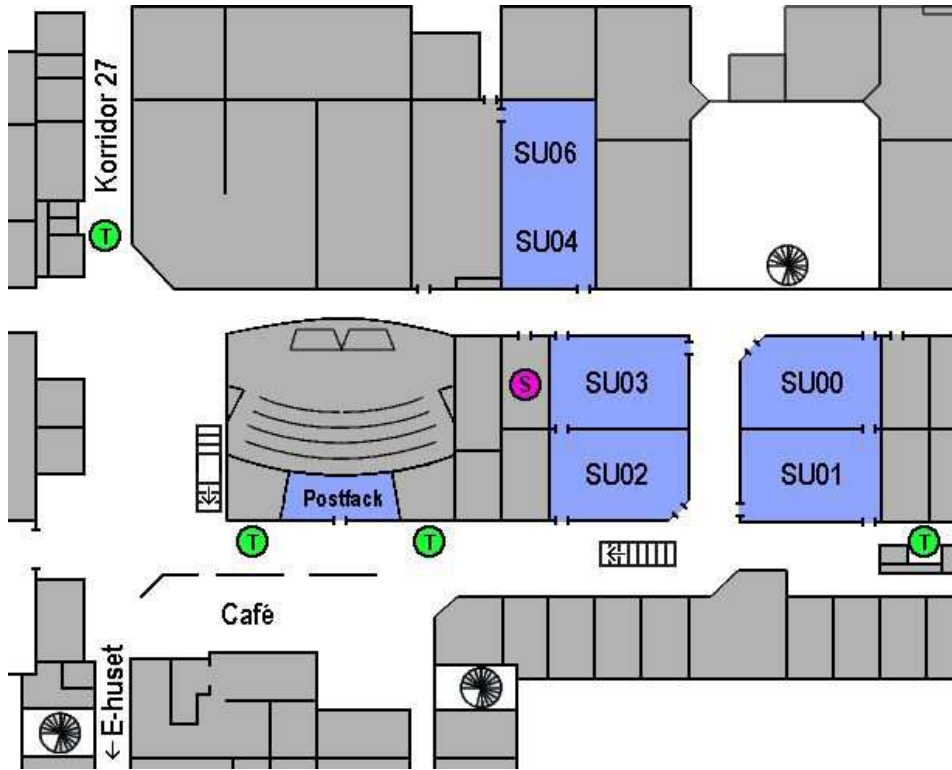 Korridor 27
SU06
SU04
T
SU03
SU00
S
SU02
SU01
Postfack
T
T
T
Café
← E-huset